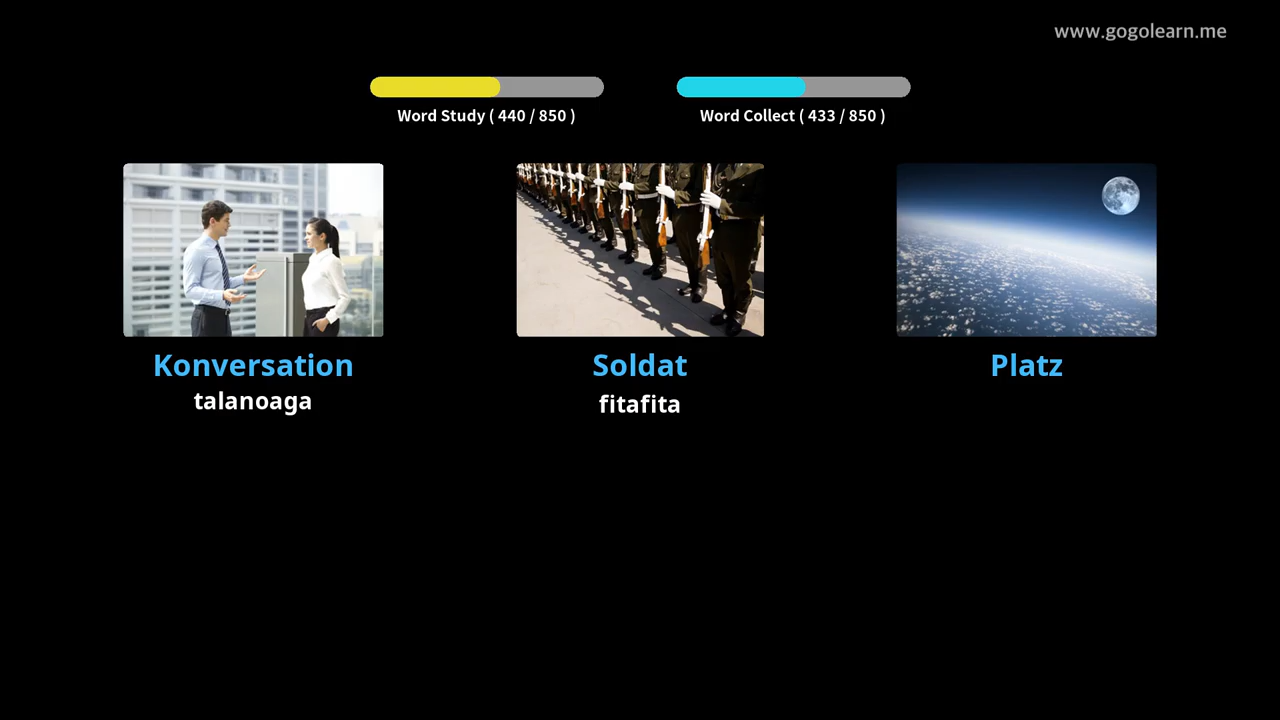 www.gogolearn.me
Word Study ( 440 / 850 )
Word Collect ( 433 / 850 )
Konversation
talanoaga
Soldat
fitafita
Platz